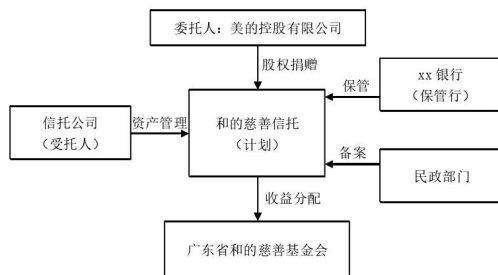 委托人：美的控股有限公司
股权捐赠
xx 银行
（保管行）
保管
信托公司
（受托人）
资产管理
和的慈善信托
（计划）
备案
民政部门
收益分配
广东省和的慈善基金会